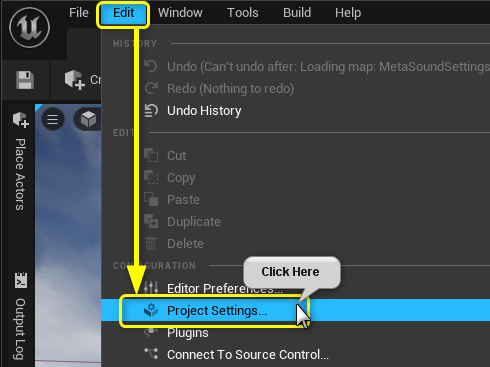 File Edit Window Tools Build Help
HISTORY
Undo (Can't undo after: Loading map: MetaSoundSettings
Redo (Nothing to redo)
Undo History
EDIT
Cut
Copy
Paste
Duplicate
Delete
CONFIGURATION
Click Here
Editor Preferences...
Project Settings...
Plugins
Connect To Source Control...
Cr
Place Actors
Output Log